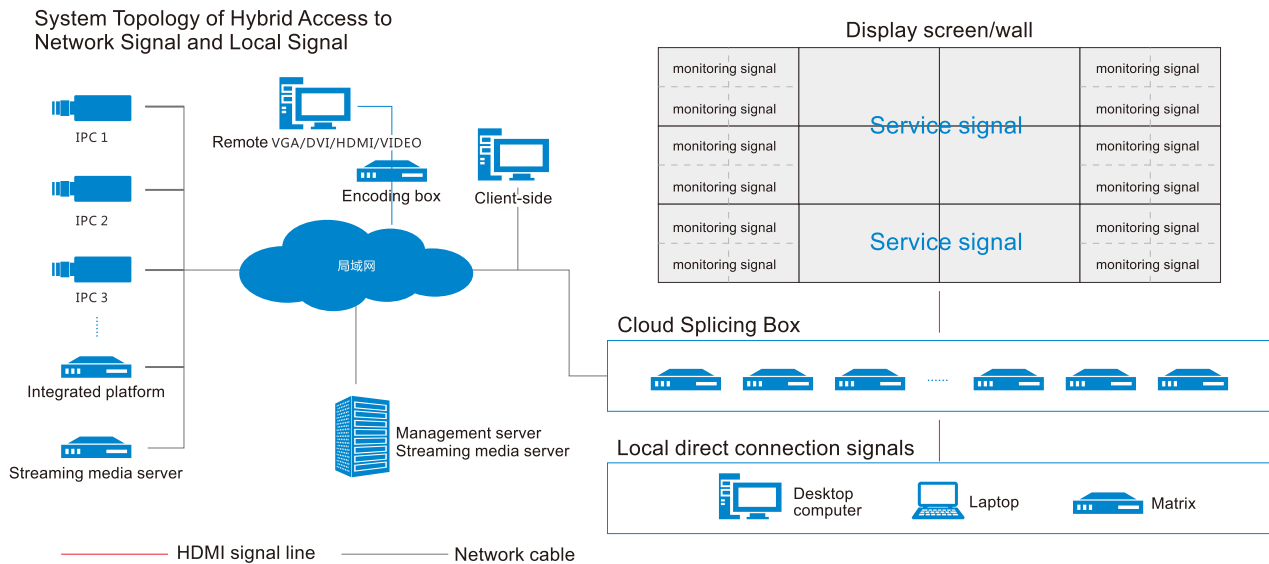 System Topology of Hybrid Access to
Network Signal and Local Signal
IPC 1
IPC 2
IPC 3
......
Integrated platform
Streaming media server
Remote VGA/DVI/HDMI/VIDEO
Encoding box
Client-side
局域网
Management server
Streaming media server
HDMI signal line
Network cable
Display screen/wall
monitoring signal
monitoring signal
monitoring signal
monitoring signal
monitoring signal
monitoring signal
Service signal
Service signal
monitoring signal
monitoring signal
monitoring signal
monitoring signal
monitoring signal
monitoring signal
Cloud Splicing Box
......
Local direct connection signals
Desktop
computer
Laptop
Matrix